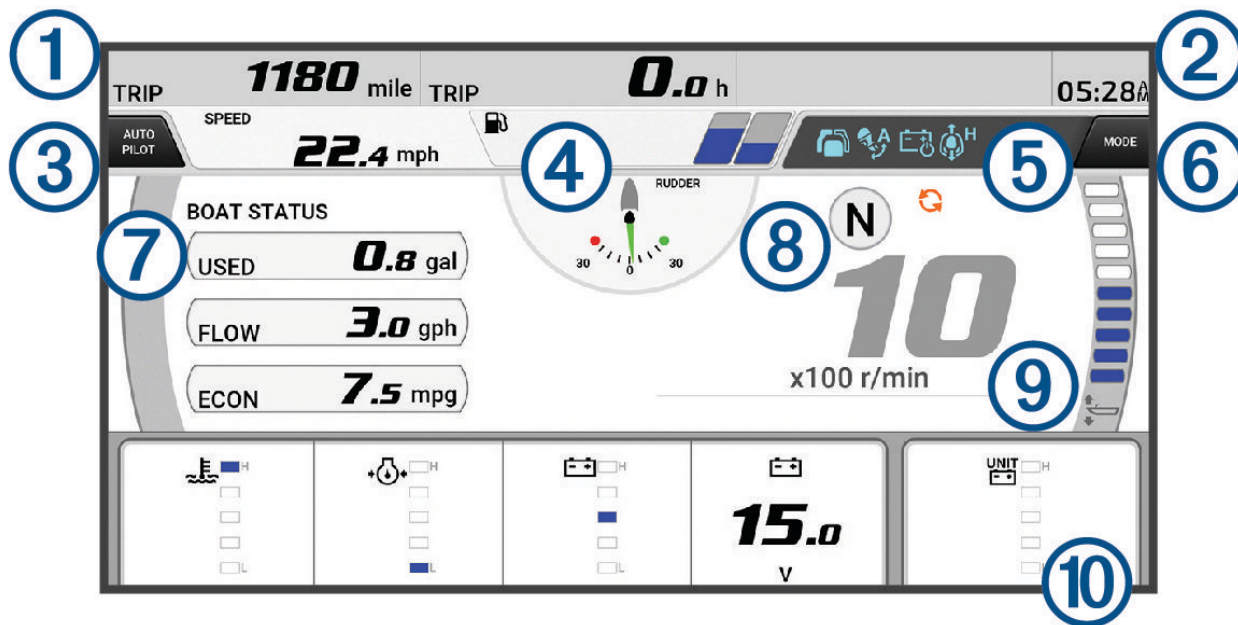 ① ②
TRIP 1180 mile TRIP 0.0 h 05:28 AM
③ AUTO PILOT SPEED 22.4 mph ④ A H ⑤ MODE ⑥
RUDDER
30 0 30
BOAT STATUS
⑦ USED 0.8 gal
FLOW 3.0 gph
ECON 7.5 mpg
⑧ N
10
x100 r/min ⑨
H L
H L
H L
15.0
V
UNIT
H
⑩